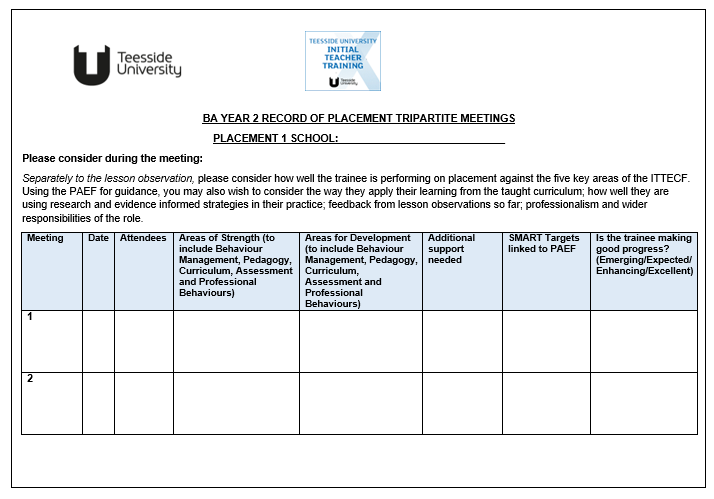 Teesside
University
TEESSIDE UNIVERSITY
INITIAL
TEACHER
TRAINING
Teesside
University
BA YEAR 2 RECORD OF PLACEMENT TRIPARTITE MEETINGS
PLACEMENT 1 SCHOOL:
Please consider during the meeting:
Separately to the lesson observation, please consider how well the trainee is performing on placement against the five key areas of the ITTECF.
Using the PAEF for guidance, you may also wish to consider the way they apply their learning from the taught curriculum; how well they are
using research and evidence informed strategies in their practice; feedback from lesson observations so far; professionalism and wider
responsibilities of the role.
Meeting
Date
Attendees
Areas of Strength (to
include Behaviour
Management, Pedagogy,
Curriculum, Assessment
and Professional
Behaviours)
Areas for Development
(to include Behaviour
Management, Pedagogy,
Curriculum,
Assessment and
Professional
Behaviours)
Additional
support
needed
SMART Targets
linked to PAEF
Is the trainee making
good progress?
(Emerging/Expected/
Enhancing/Excellent)
1
2